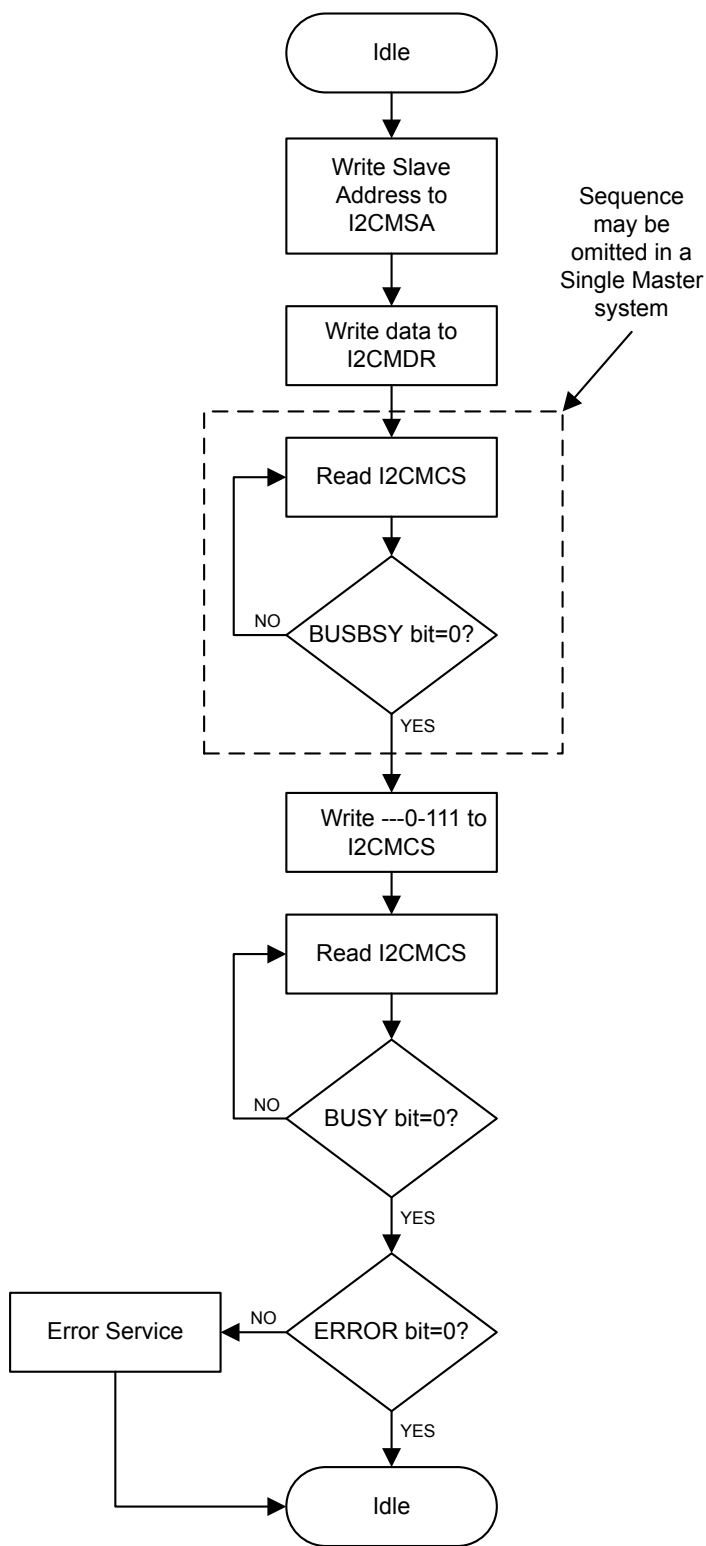 Idle
Write Slave
Address to
I2CMSA
Sequence
may be
omitted in a
Single Master
system
Write data to
I2CMDR
Read I2CMCS
NO
BUSBSY bit=0?
YES
Write ---0-111 to
I2CMCS
Read I2CMCS
NO
BUSY bit=0?
YES
Error Service
NO
ERROR bit=0?
YES
Idle